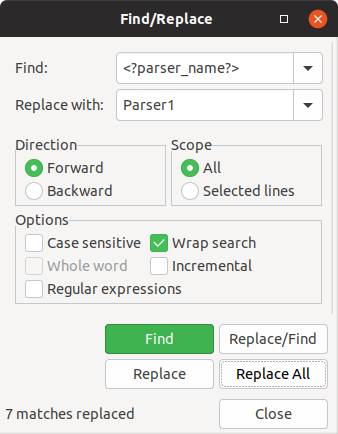 Find/Replace
Find: <?parser_name?>
Replace with: Parser1
Direction Scope
Forward All
Backward Selected lines
Options
Case sensitive Wrap search
Whole word Incremental
Regular expressions
Find Replace/Find
Replace Replace All
7 matches replaced Close